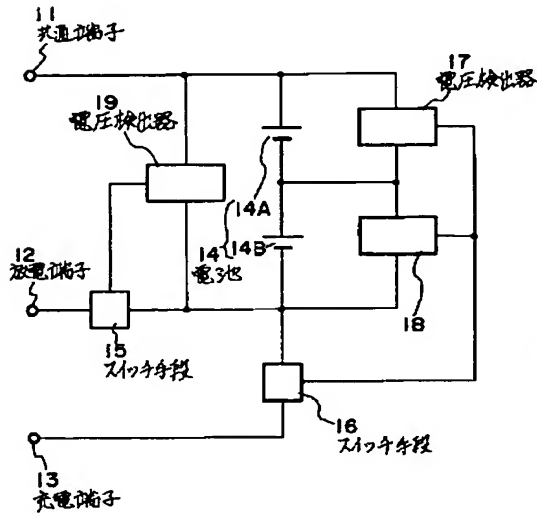 11
共通端子
17
電圧検出器
19
電圧検出器
14A
14
14B
電池
12
放電端子
18
15
スイッチ手段
16
スイッチ手段
13
充電端子